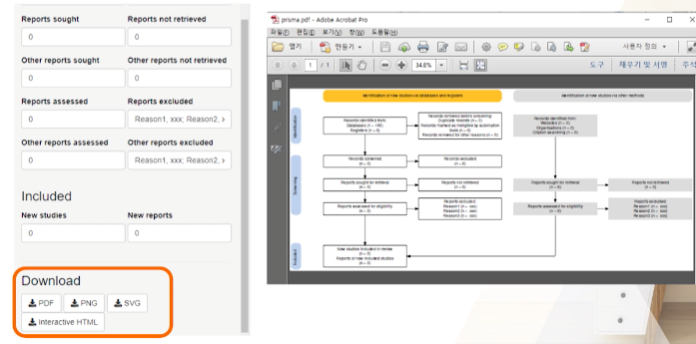 Reports sought
Reports not retrieved
0
0
Other reports sought
Other reports not retrieved
0
0
Reports assessed
Reports excluded
0
Reason1, xxx; Reason2, x
Other reports assessed
Other reports excluded
0
Reason1, xxx; Reason2, x
Included
New studies
New reports
0
0
Download
PDF
PNG
SVG
Interactive HTML
prisma.pdf - Adobe Acrobat Pro
파일(F) 편집(E) 보기(V) 창(W) 도움말(H)
열기
만들기
사용자 정의
1 / 1
34.8%
도구
채우기 및 서명
주석
Identification of new studies via databases and registers
Identification of new studies via other methods
Identification
Records identified from:
Databases
Registers (n = 0)
Records removed before screening:
Duplicate records (n = 0)
Records marked as ineligible by automation
tools (n = 0)
Records removed for other reasons (n = 0)
Records identified from:
Websites (n = 0)
Organisations (n = 0)
Citation searching (n = 0)
Screening
Records screened
(n = 0)
Records excluded
(n = 0)
Reports sought for retrieval
(n = 0)
Reports not retrieved
(n = 0)
Reports sought for retrieval
(n = 0)
Reports not retrieved
(n = 0)
Reports assessed for eligibility
(n = 0)
Reports excluded:
Reason1 (n = xxx)
Reason2 (n = xxx)
Reason3 (n = xxx)
Reports assessed for eligibility
(n = 0)
Reports excluded:
Reason1 (n = xxx)
Reason2 (n = xxx)
Reason3 (n = xxx)
Included
New studies included in review
(n = 0)
Reports of new included studies
(n = 0)